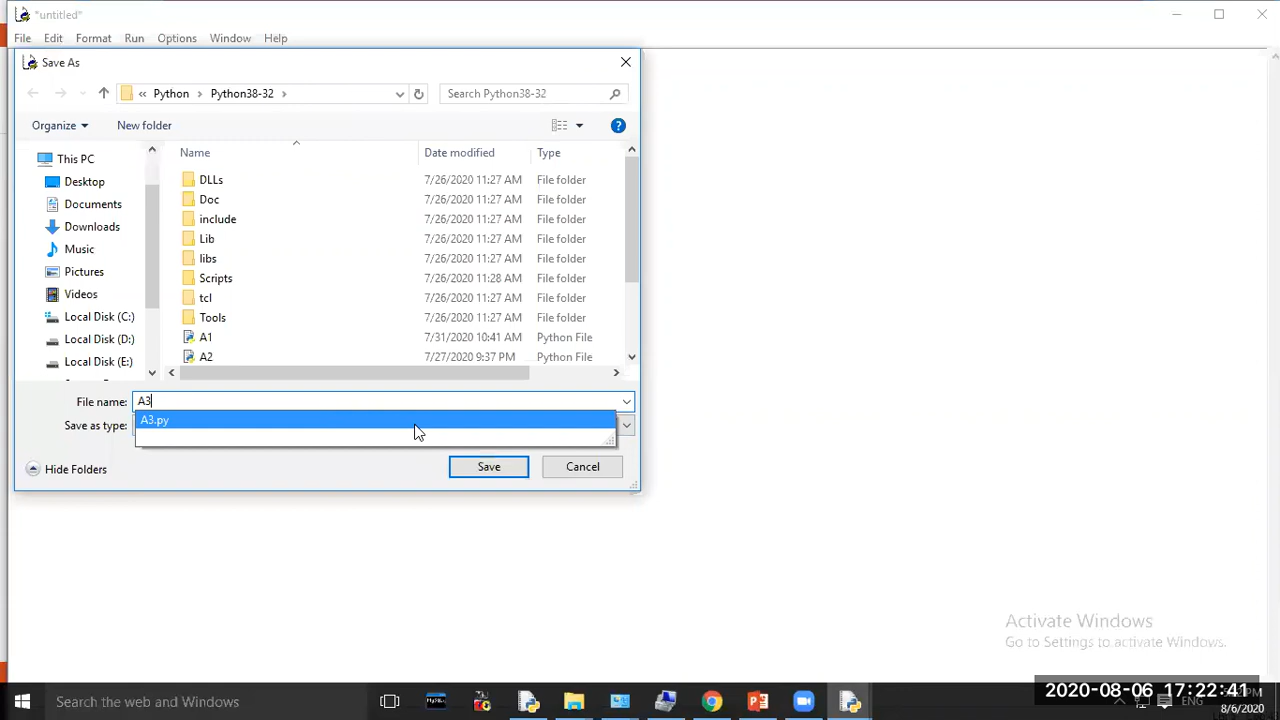 *untitled*
File Edit Format Run Options Window Help
Save As
« Python › Python38-32 ›
Search Python38-32
Organize New folder
Name Date modified Type
This PC
Desktop
Documents
Downloads
Music
Pictures
Videos
Local Disk (C:)
Local Disk (D:)
Local Disk (E:)
DLLs 7/26/2020 11:27 AM File folder
Doc 7/26/2020 11:27 AM File folder
include 7/26/2020 11:27 AM File folder
Lib 7/26/2020 11:27 AM File folder
libs 7/26/2020 11:27 AM File folder
Scripts 7/26/2020 11:28 AM File folder
tcl 7/26/2020 11:27 AM File folder
Tools 7/26/2020 11:27 AM File folder
A1 7/31/2020 10:41 AM Python File
A2 7/27/2020 9:37 PM Python File
File name: A3
A3.py
Save as type:
Hide Folders
Save Cancel
Activate Windows
Go to Settings to activate Windows.
Search the web and Windows
MySQL
2020-08-06 17:22:41
ENG
8/6/2020